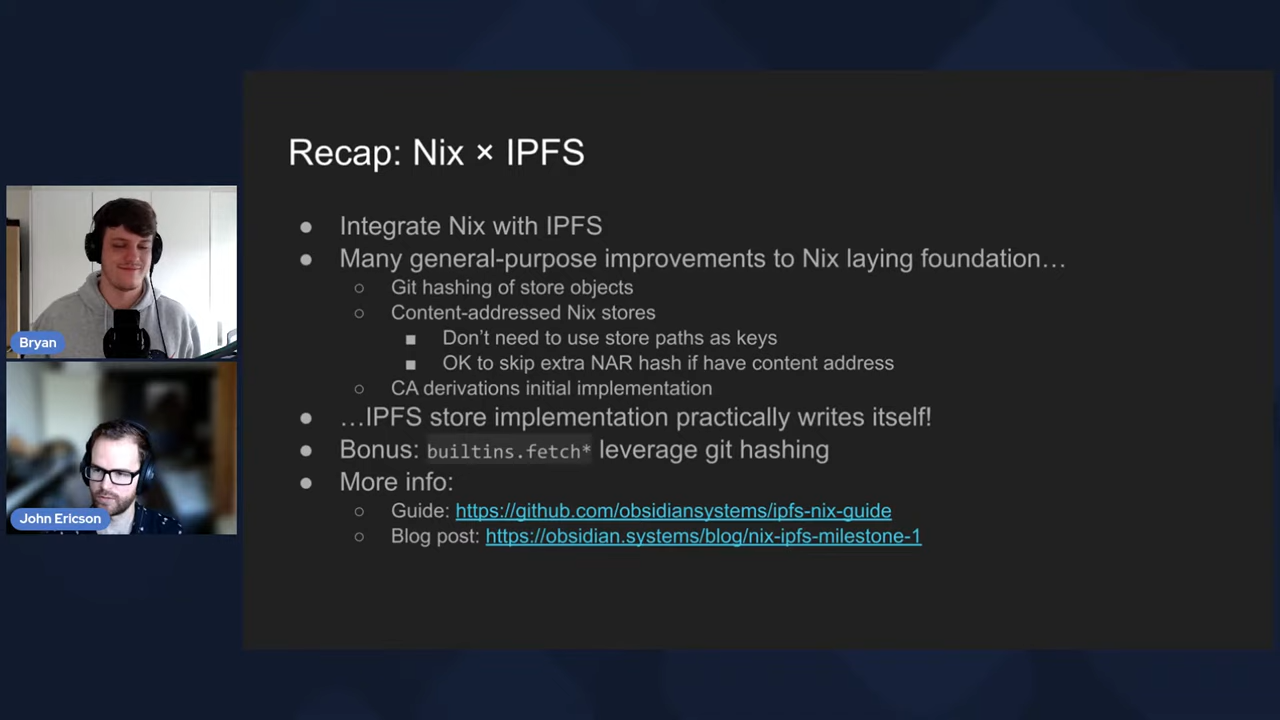 Recap: Nix × IPFS
● Integrate Nix with IPFS
● Many general-purpose improvements to Nix laying foundation…
○ Git hashing of store objects
○ Content-addressed Nix stores
■ Don’t need to use store paths as keys
■ OK to skip extra NAR hash if have content address
○ CA derivations initial implementation
● …IPFS store implementation practically writes itself!
● Bonus: builtins.fetch* leverage git hashing
● More info:
○ Guide: https://github.com/obsidiansystems/ipfs-nix-guide
○ Blog post: https://obsidian.systems/blog/nix-ipfs-milestone-1
Bryan
John Ericson